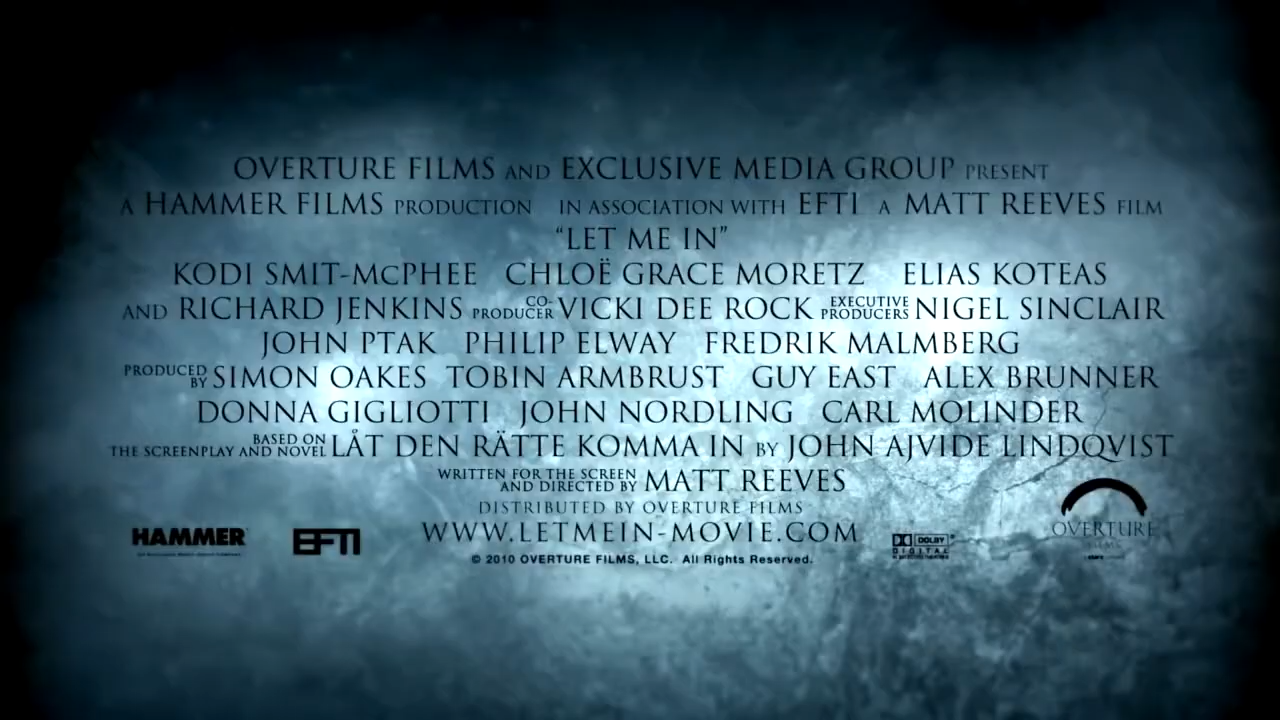 OVERTURE FILMS AND EXCLUSIVE MEDIA GROUP PRESENT
A HAMMER FILMS PRODUCTION IN ASSOCIATION WITH EFTI A MATT REEVES FILM
“LET ME IN”
KODI SMIT-McPHEE CHLOË GRACE MORETZ ELIAS KOTEAS
AND RICHARD JENKINS CO-PRODUCER VICKI DEE ROCK EXECUTIVE PRODUCERS NIGEL SINCLAIR
JOHN PTAK PHILIP ELWAY FREDRIK MALMBERG
PRODUCED BY SIMON OAKES TOBIN ARMBRUST GUY EAST ALEX BRUNNER
DONNA GIGLIOTTI JOHN NORDLING CARL MOLINDER
BASED ON THE SCREENPLAY AND NOVEL LÅT DEN RÄTTE KOMMA IN BY JOHN AJVIDE LINDQVIST
WRITTEN FOR THE SCREEN AND DIRECTED BY MATT REEVES
DISTRIBUTED BY OVERTURE FILMS
HAMMER EFTI WWW.LETMEIN-MOVIE.COM DOLBY DIGITAL OVERTURE FILMS
© 2010 OVERTURE FILMS, LLC. All Rights Reserved.